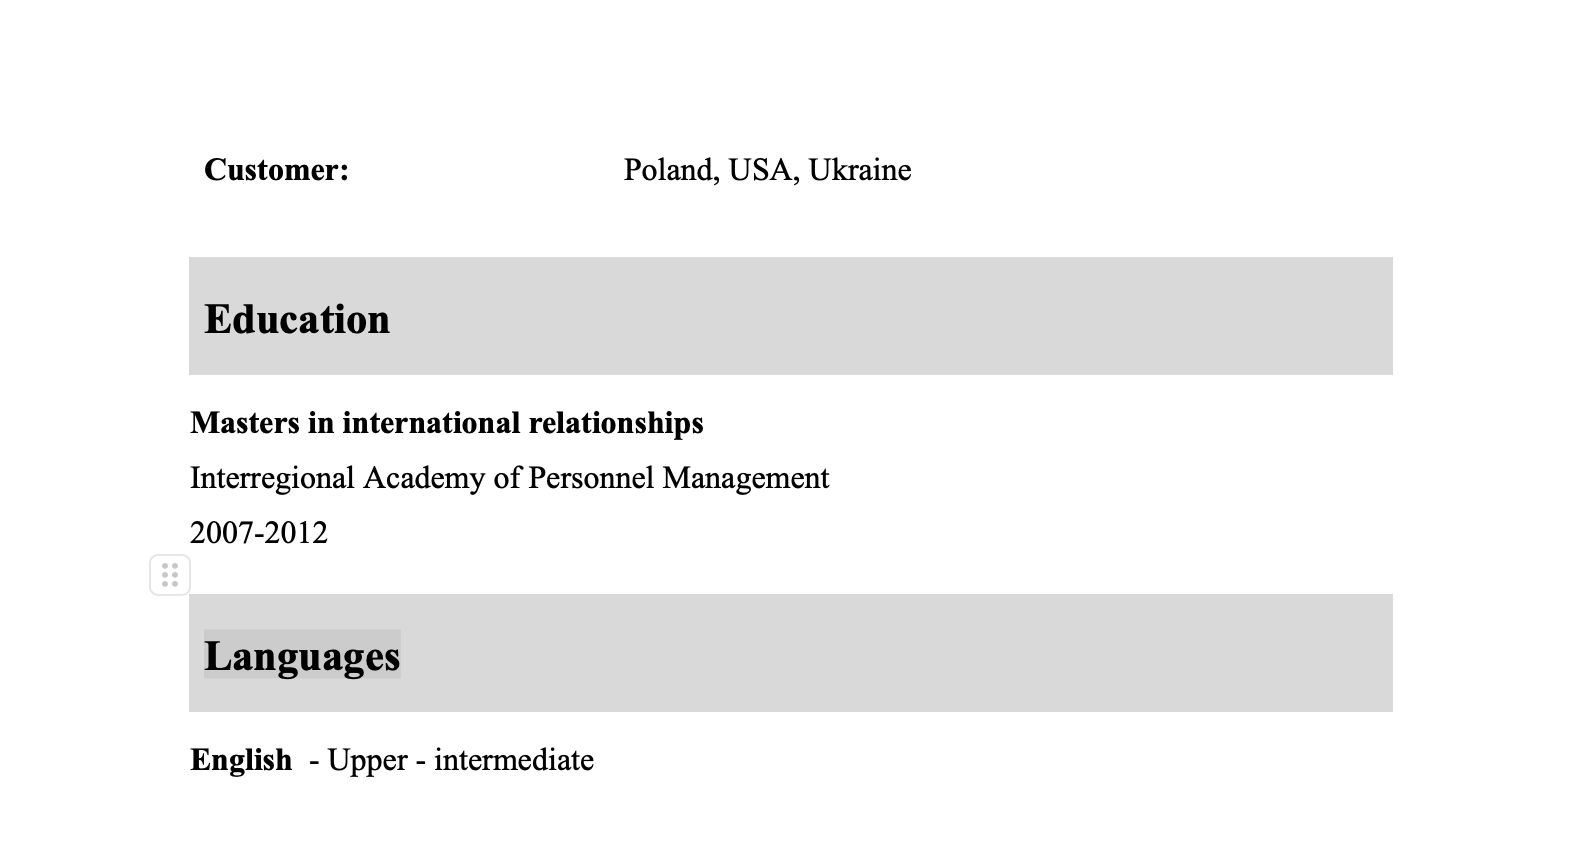 Customer: Poland, USA, Ukraine
Education
Masters in international relationships
Interregional Academy of Personnel Management
2007-2012
Languages
English - Upper - intermediate